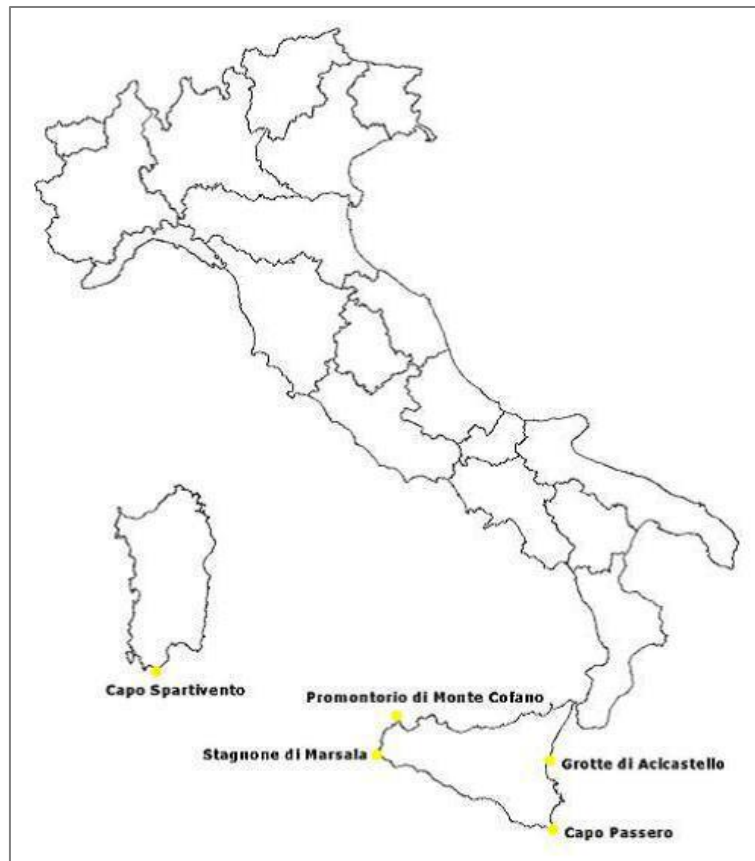 Capo Spartivento
Promontorio di Monte Cofano
Stagnone di Marsala
Grotte di Acicastello
Capo Passero